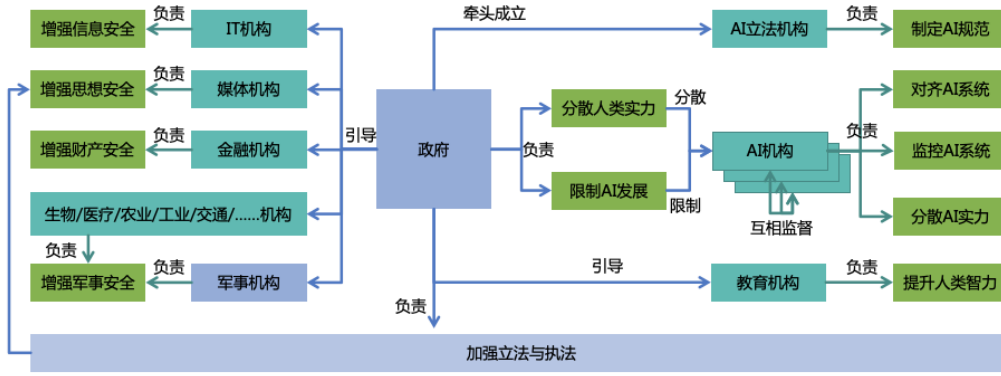 增强信息安全
负责
IT机构
牵头成立
AI立法机构
负责
制定AI规范
增强思想安全
负责
媒体机构
引导
政府
负责
分散人类实力
分散
AI机构
负责
对齐AI系统
增强财产安全
负责
金融机构
监控AI系统
限制AI发展
限制
互相监督
分散AI实力
生物/医疗/农业/工业/交通/......机构
负责
增强军事安全
负责
军事机构
引导
教育机构
负责
提升人类智力
负责
加强立法与执法